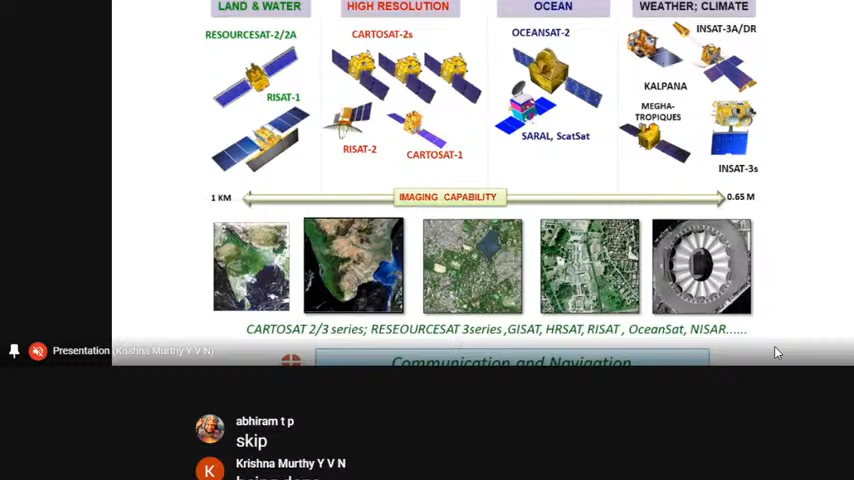 LAND & WATER
HIGH RESOLUTION
OCEAN
WEATHER; CLIMATE
RESOURCESAT-2/2A
RISAT-1
CARTOSAT-2s
RISAT-2
CARTOSAT-1
OCEANSAT-2
SARAL, ScatSat
INSAT-3A/DR
KALPANA
MEGHA-
TROPIQUES
INSAT-3s
1 KM
IMAGING CAPABILITY
0.65 M
CARTOSAT 2/3 series; RESEOURCESAT 3series ,GISAT, HRSAT, RISAT , OceanSat, NISAR......
Presentation (Krishna Murthy Y V N)
Communication and Navigation
abhiram t p
skip
K
Krishna Murthy Y V N
being done